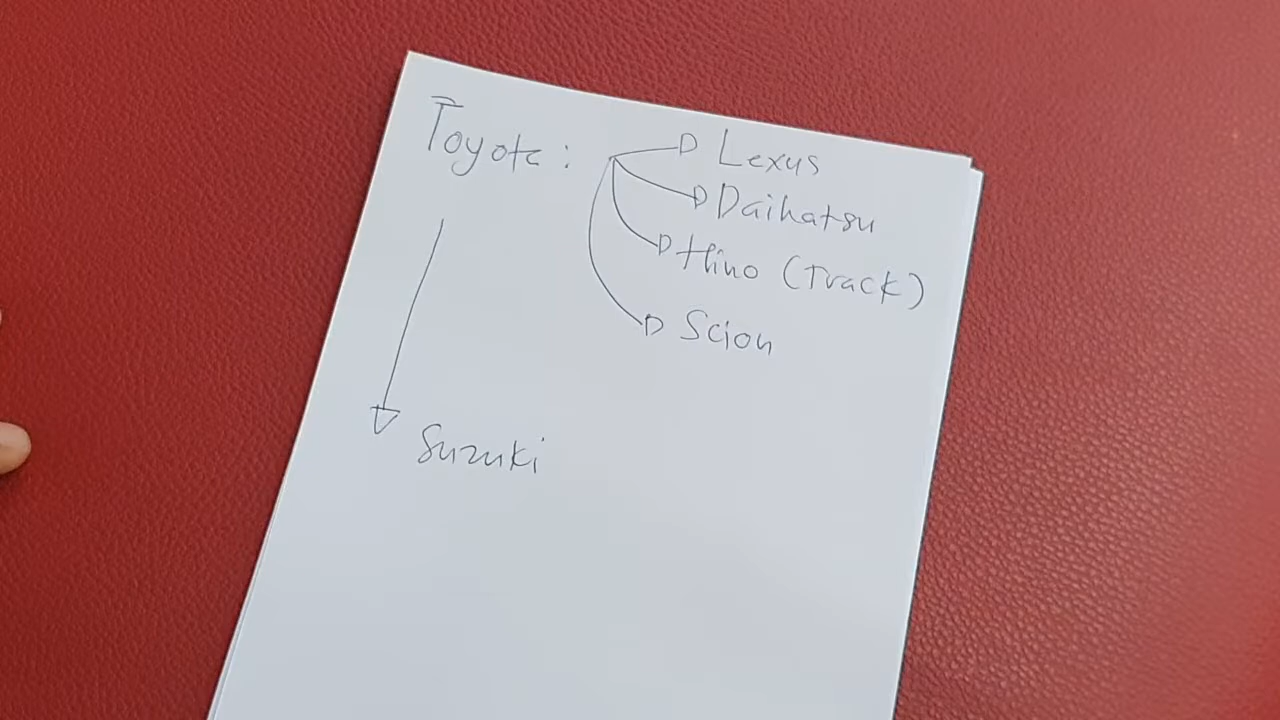 Toyota: Lexus
Daihatsu
Hino (Track)
Scion
Suzuki